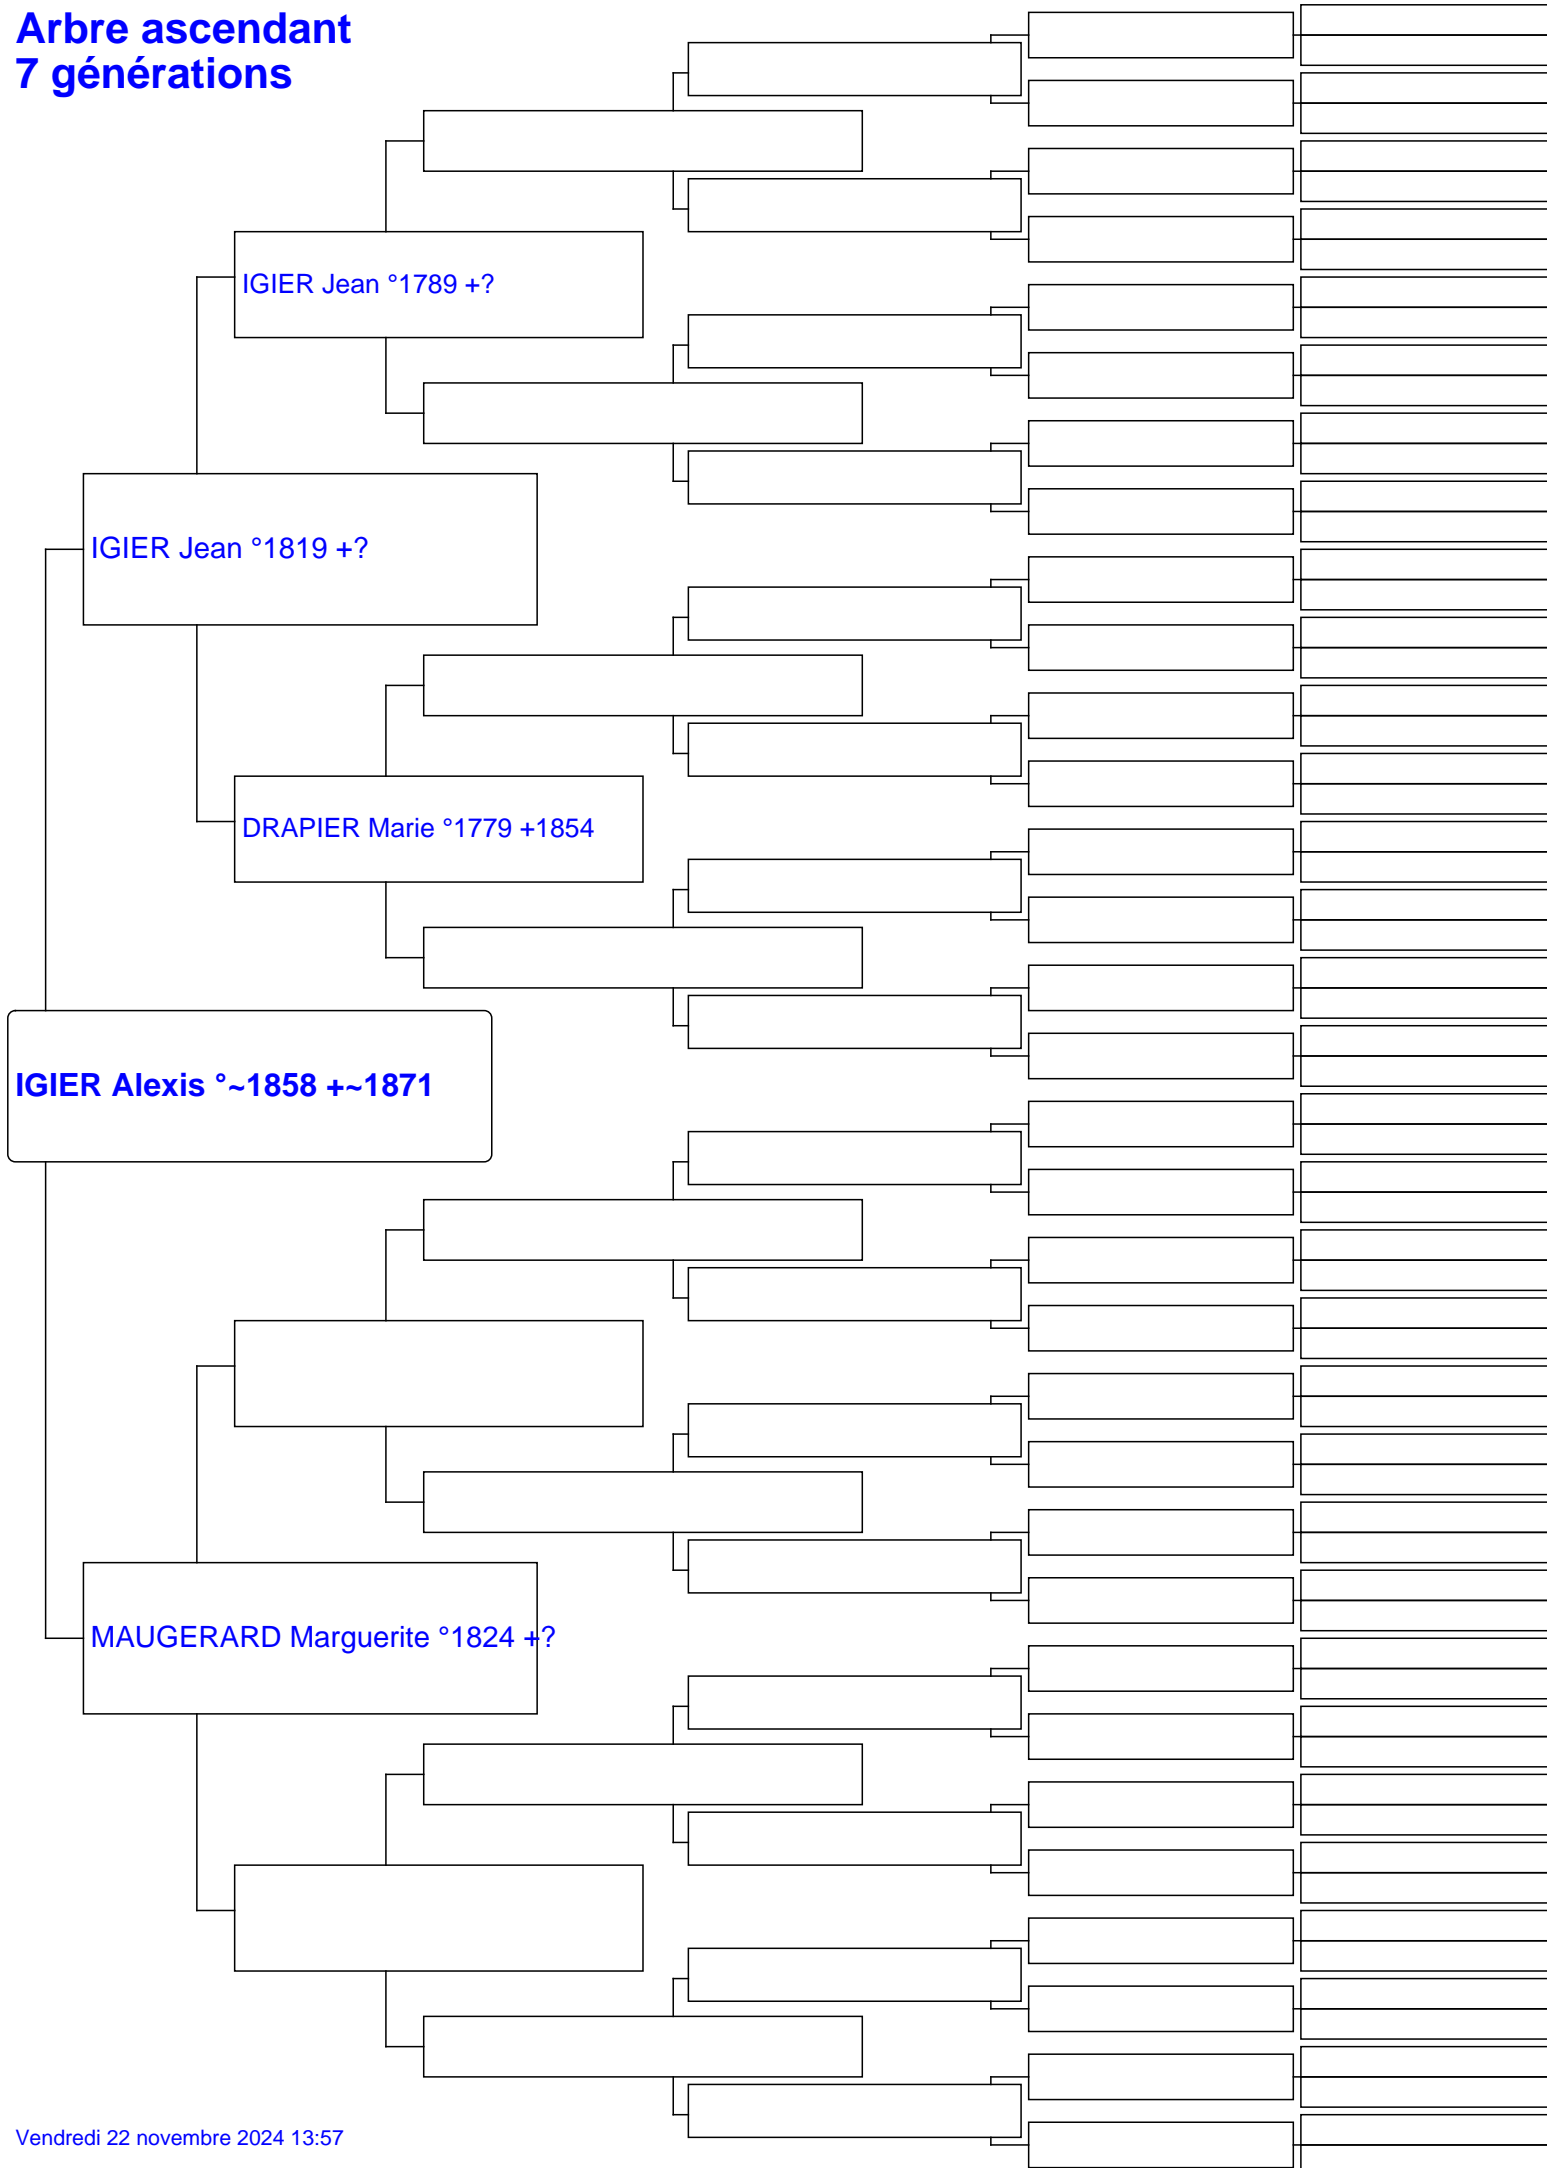 Arbre ascendant
7 générations
IGIER Jean °1789 +?
IGIER Jean °1819 +?
DRAPIER Marie °1779 +1854
IGIER Alexis °~1858 +~1871
MAUGERARD Marguerite °1824 +?
Vendredi 22 novembre 2024 13:57